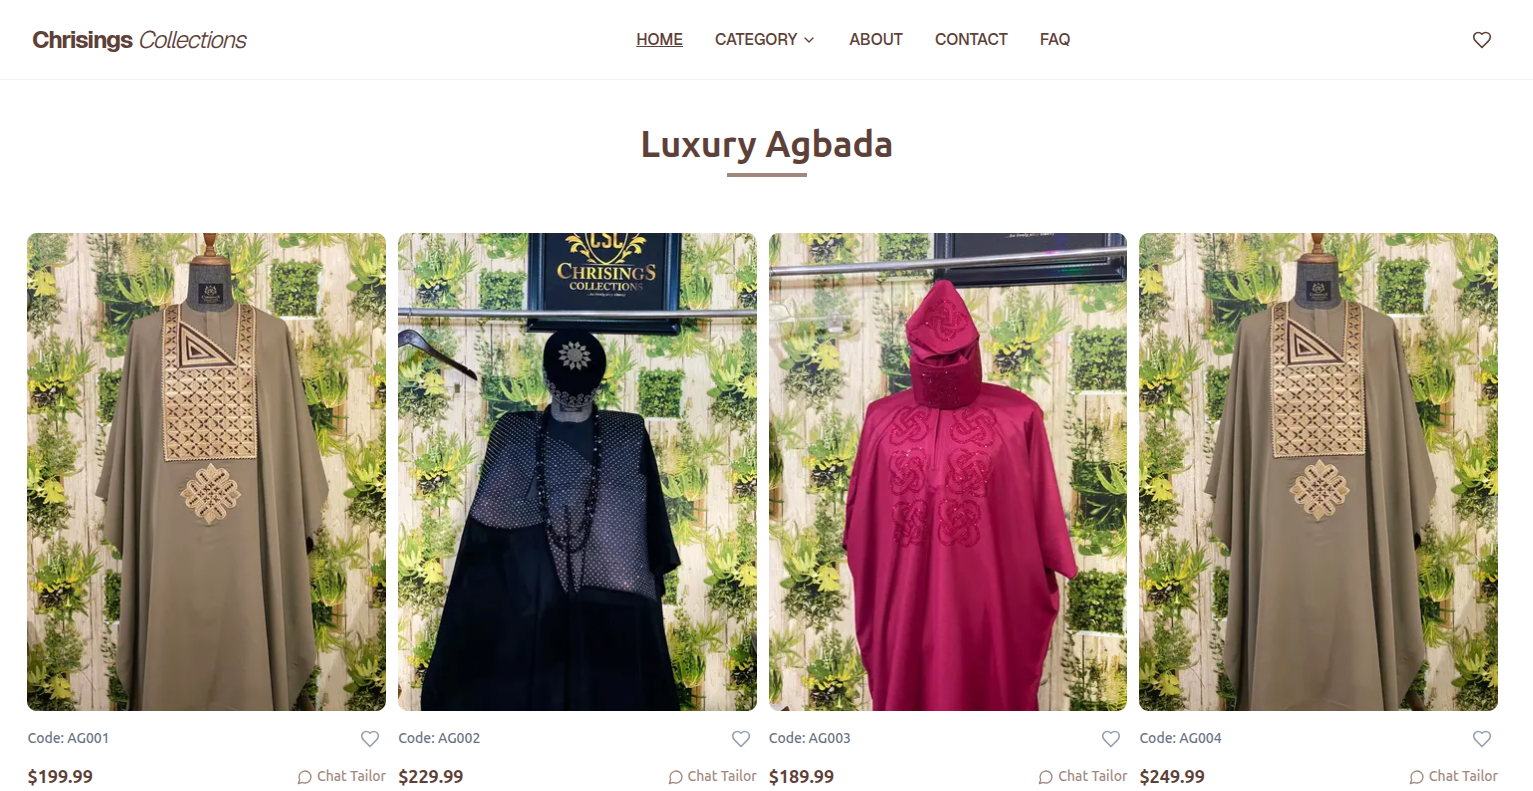 Chrisings Collections
HOME
CATEGORY
ABOUT
CONTACT
FAQ
Luxury Agbada
CSC
CHRISINGS
COLLECTIONS
Code: AG001
Code: AG002
Code: AG003
Code: AG004
$199.99
Chat Tailor
$229.99
Chat Tailor
$189.99
Chat Tailor
$249.99
Chat Tailor